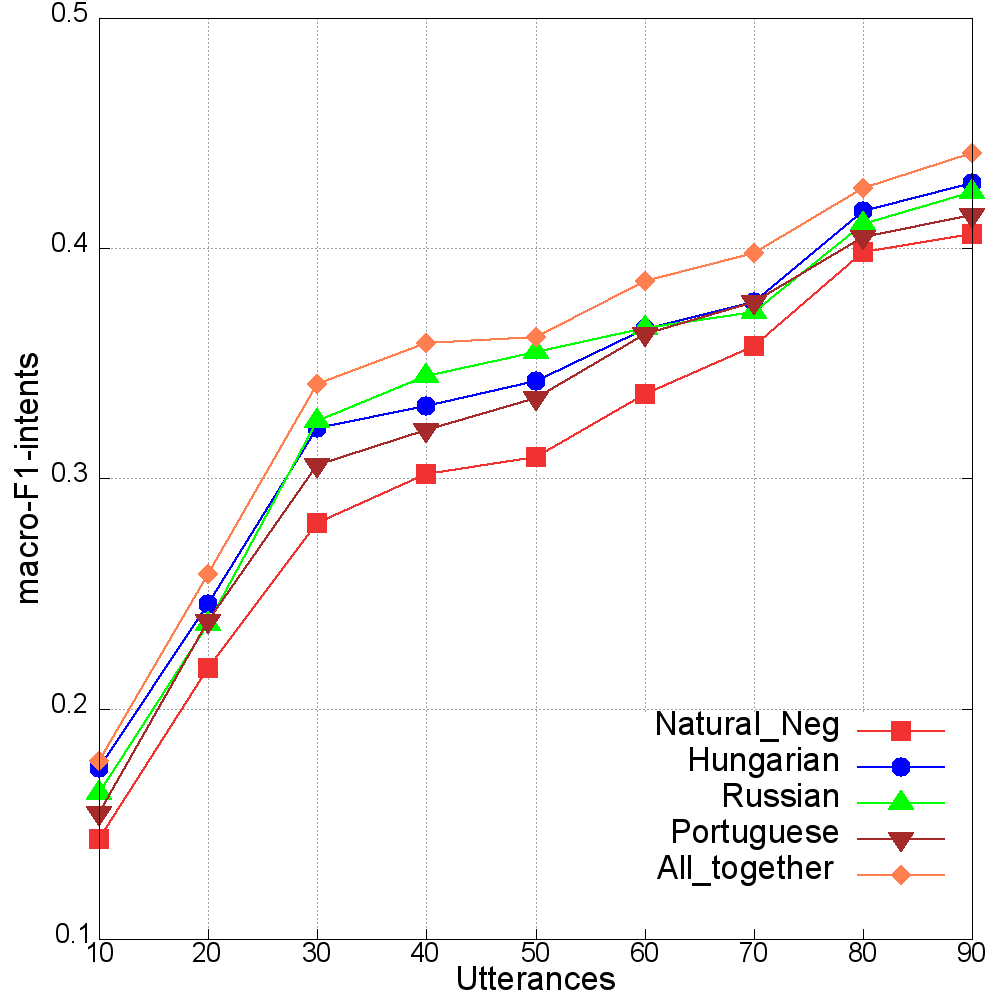 0.5
0.4
0.3
0.2
0.1
macro-F1-intents
Natural_Neg
Hungarian
Russian
Portuguese
All_together
10 20 30 40 50 60 70 80 90
Utterances